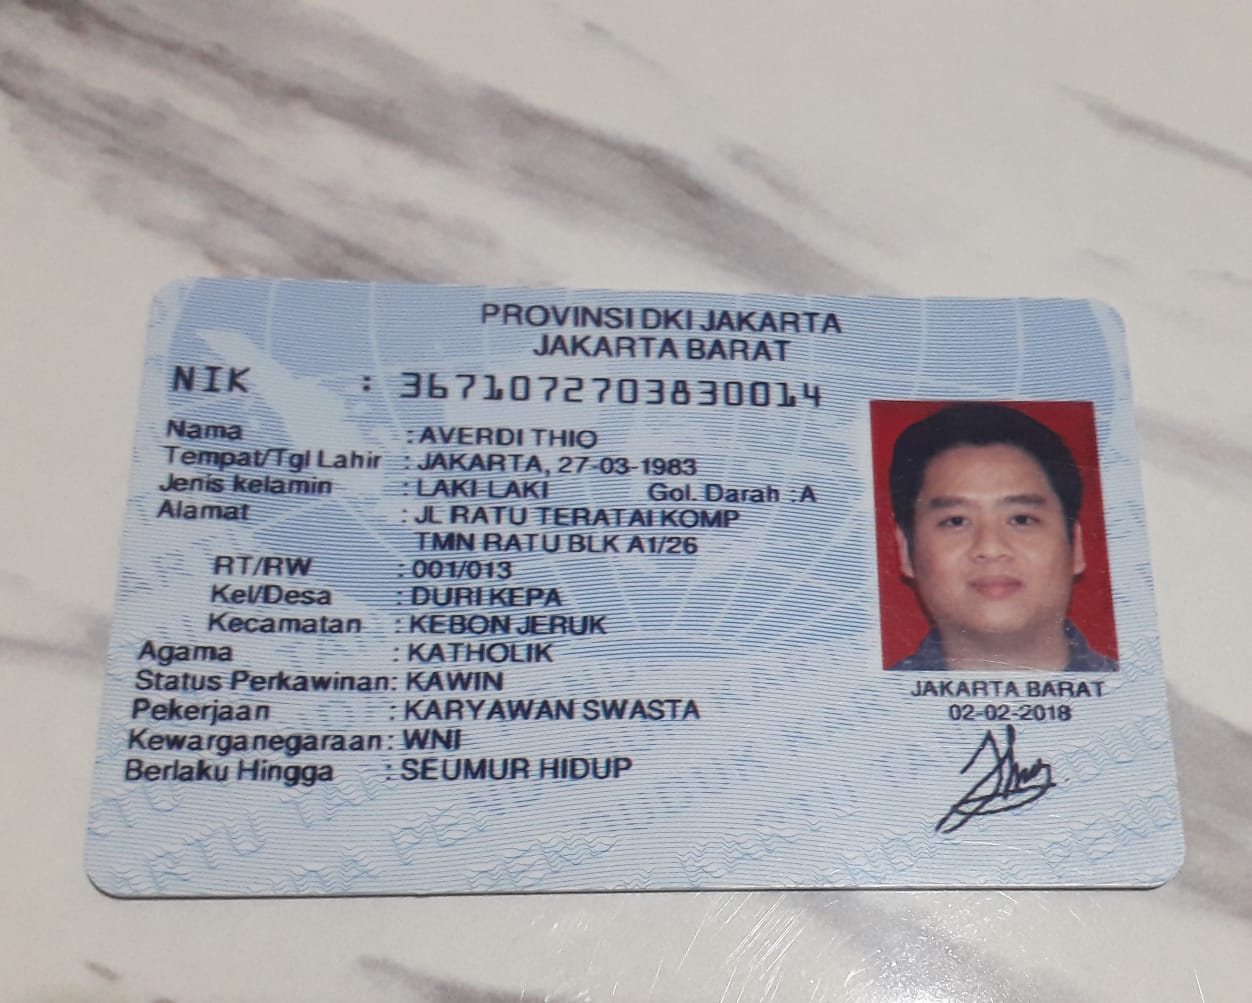 PROVINSI DKI JAKARTA
JAKARTA BARAT
NIK : 3671072703830014
Nama : AVERDI THIO
Tempat/Tgl Lahir : JAKARTA, 27-03-1983
Jenis kelamin : LAKI-LAKI Gol. Darah : A
Alamat : JL RATU TERATAI KOMP
TMN RATU BLK A1/26
RT/RW : 001/013
Kel/Desa : DURI KEPA
Kecamatan : KEBON JERUK
Agama : KATHOLIK
Status Perkawinan: KAWIN
Pekerjaan : KARYAWAN SWASTA
Kewarganegaraan: WNI
Berlaku Hingga : SEUMUR HIDUP
JAKARTA BARAT
02-02-2018